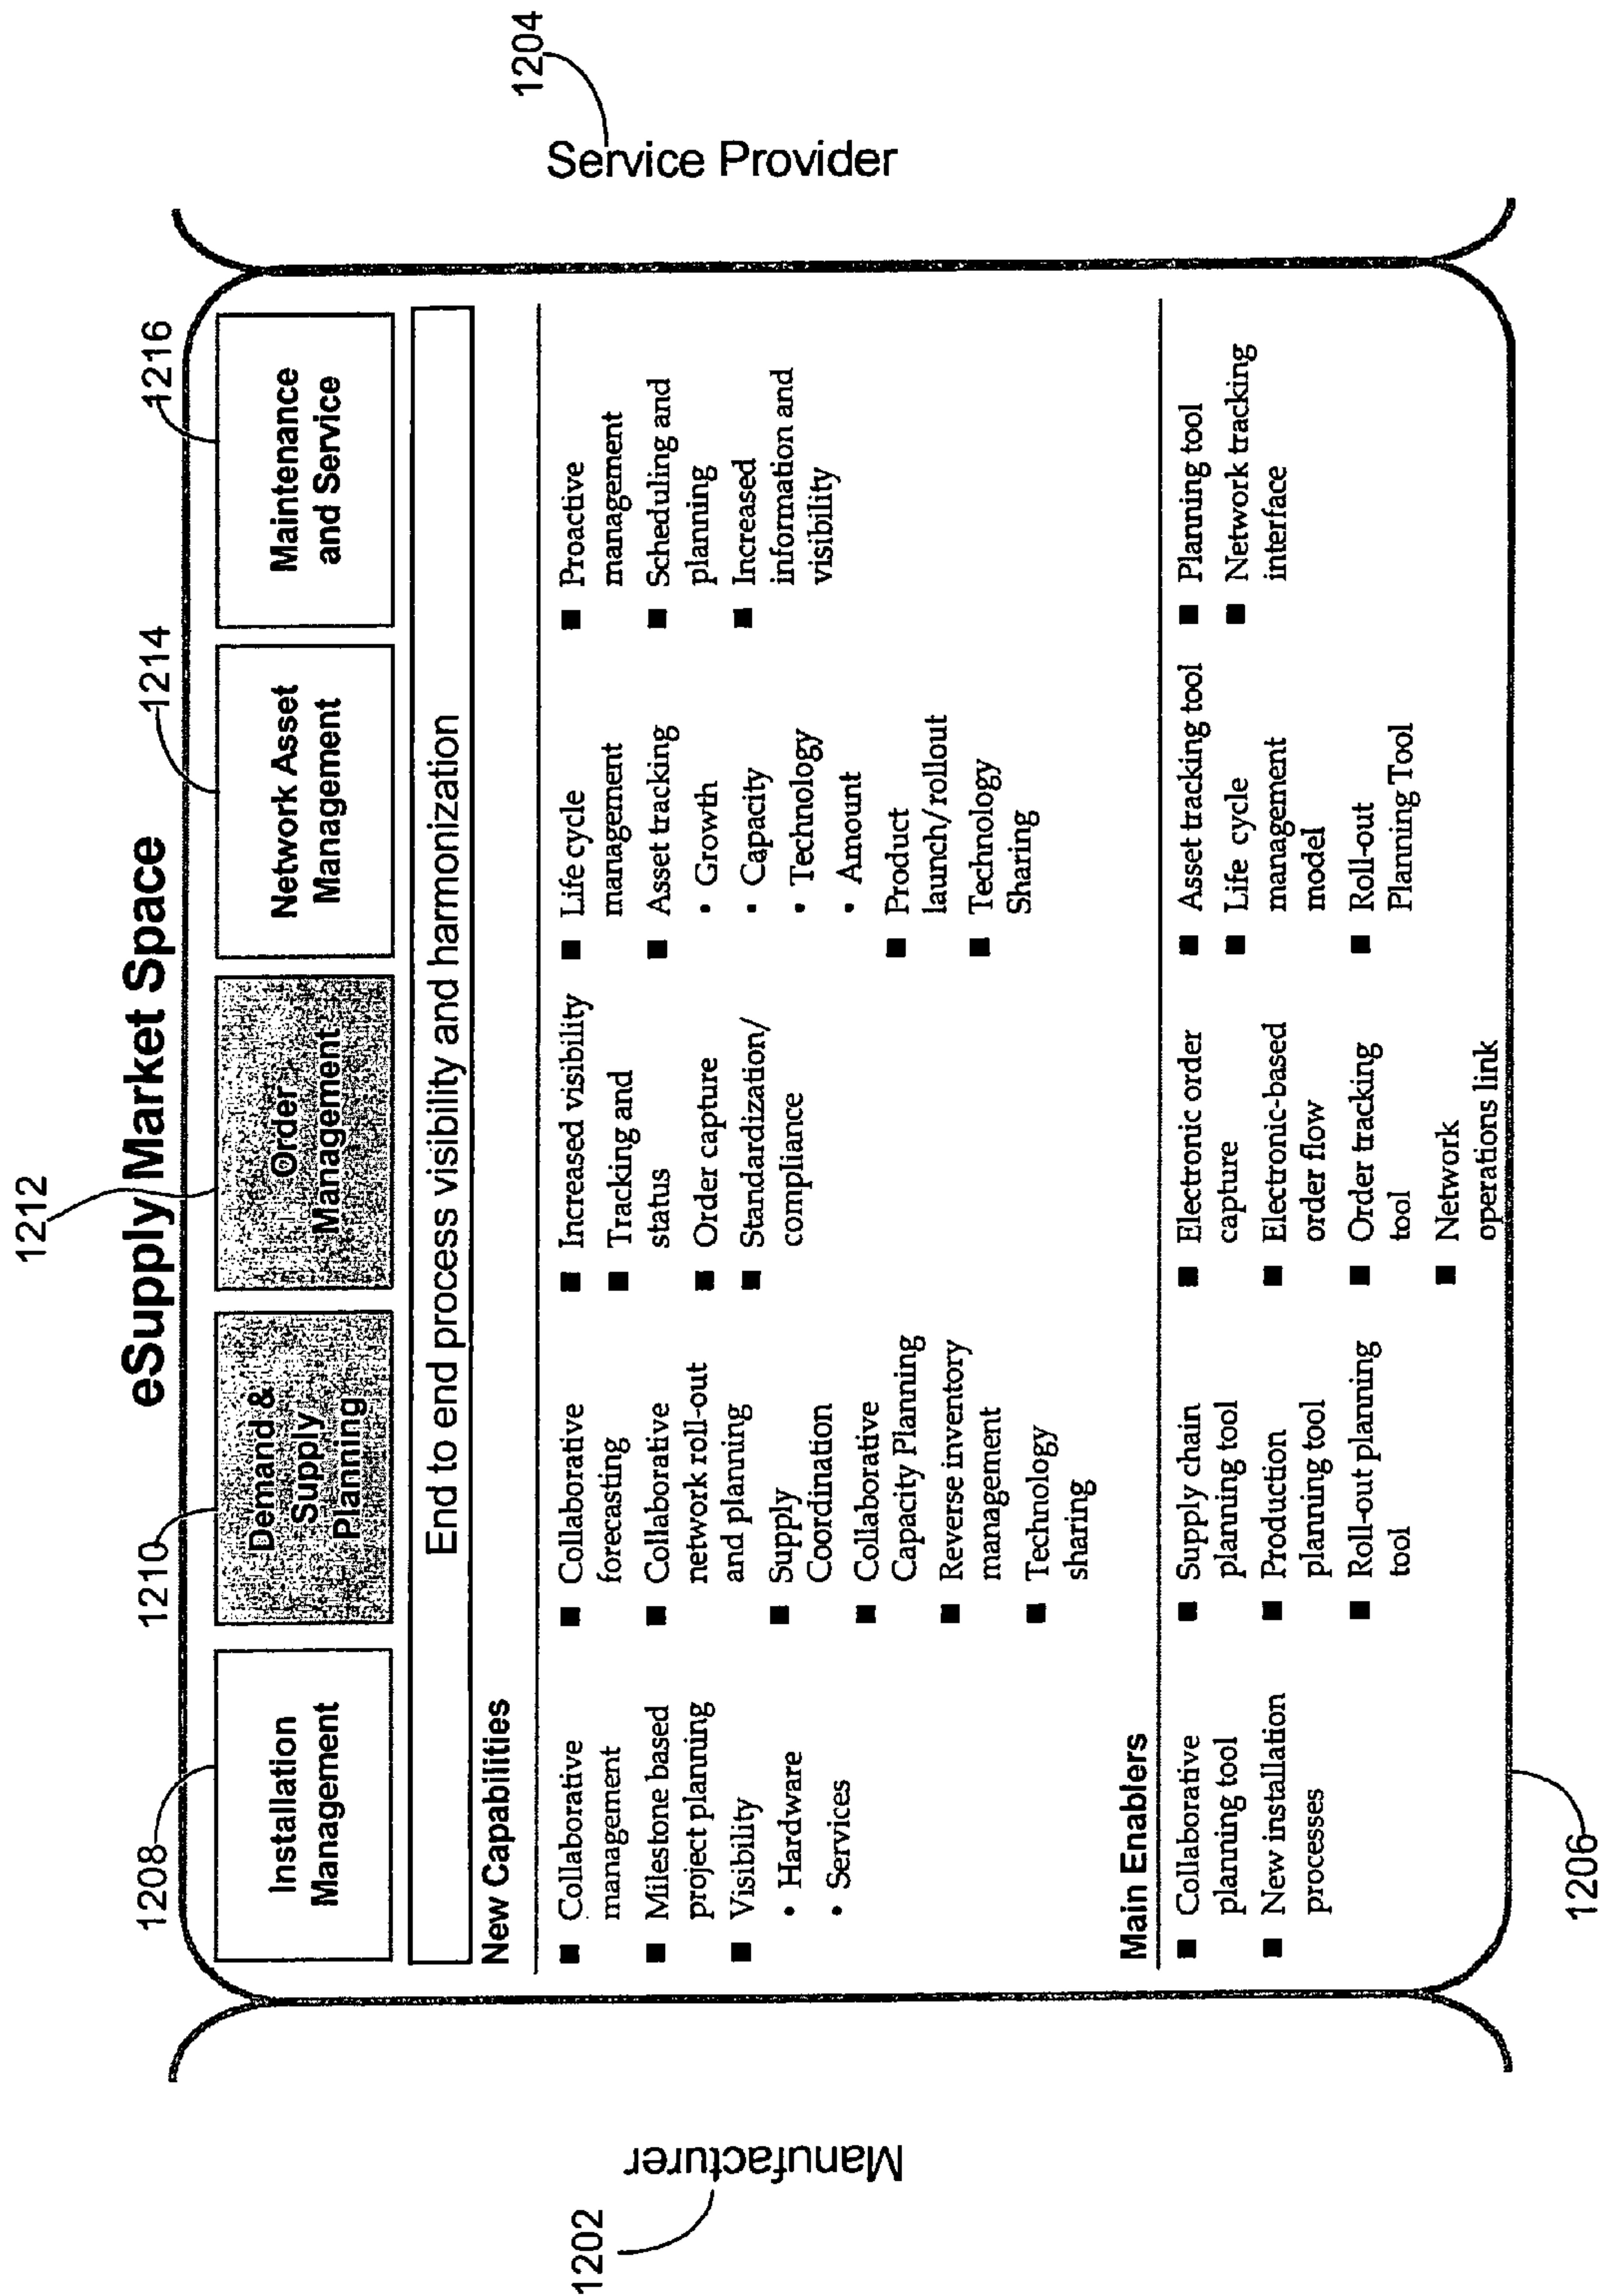 eSupply Market Space
1212
1208
1210
1214
1216
Installation
Management
Demand &
Supply
Planning
Order
Management
Network Asset
Management
Maintenance
and Service
End to end process visibility and harmonization
New Capabilities
■ Collaborative
management
■ Milestone based
project planning
■ Visibility
• Hardware
• Services
■ Collaborative
forecasting
■ Collaborative
network roll-out
and planning
■ Supply
Coordination
■ Collaborative
Capacity Planning
■ Reverse inventory
management
■ Technology
sharing
■ Increased visibility
■ Tracking and
status
■ Order capture
■ Standardization/
compliance
■ Life cycle
management
■ Asset tracking
• Growth
• Capacity
• Technology
• Amount
■ Product
launch/rollout
■ Technology
Sharing
■ Proactive
management
■ Scheduling and
planning
■ Increased
information and
visibility
Main Enablers
■ Collaborative
planning tool
■ New installation
processes
■ Supply chain
planning tool
■ Production
planning tool
■ Roll-out planning
tool
■ Electronic order
capture
■ Electronic-based
order flow
■ Order tracking
tool
■ Network
operations link
■ Asset tracking tool
■ Life cycle
management
model
■ Roll-out
Planning Tool
■ Planning tool
■ Network tracking
interface
Manufacturer
1202
Service Provider
1204
1206